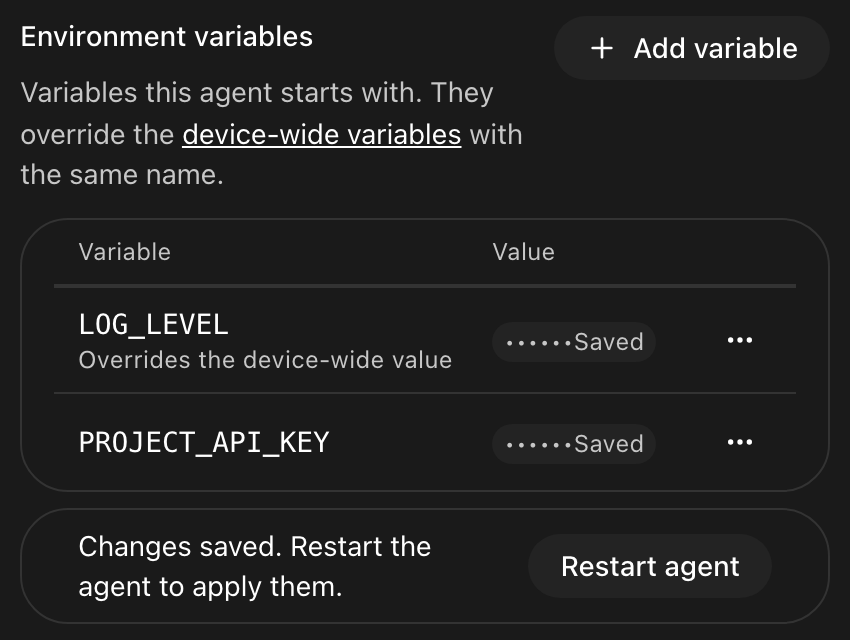 Environment variables
+ Add variable
Variables this agent starts with. They
override the device-wide variables with
the same name.
Variable Value
LOG_LEVEL
Overrides the device-wide value
······Saved
PROJECT_API_KEY
······Saved
Changes saved. Restart the
agent to apply them.
Restart agent